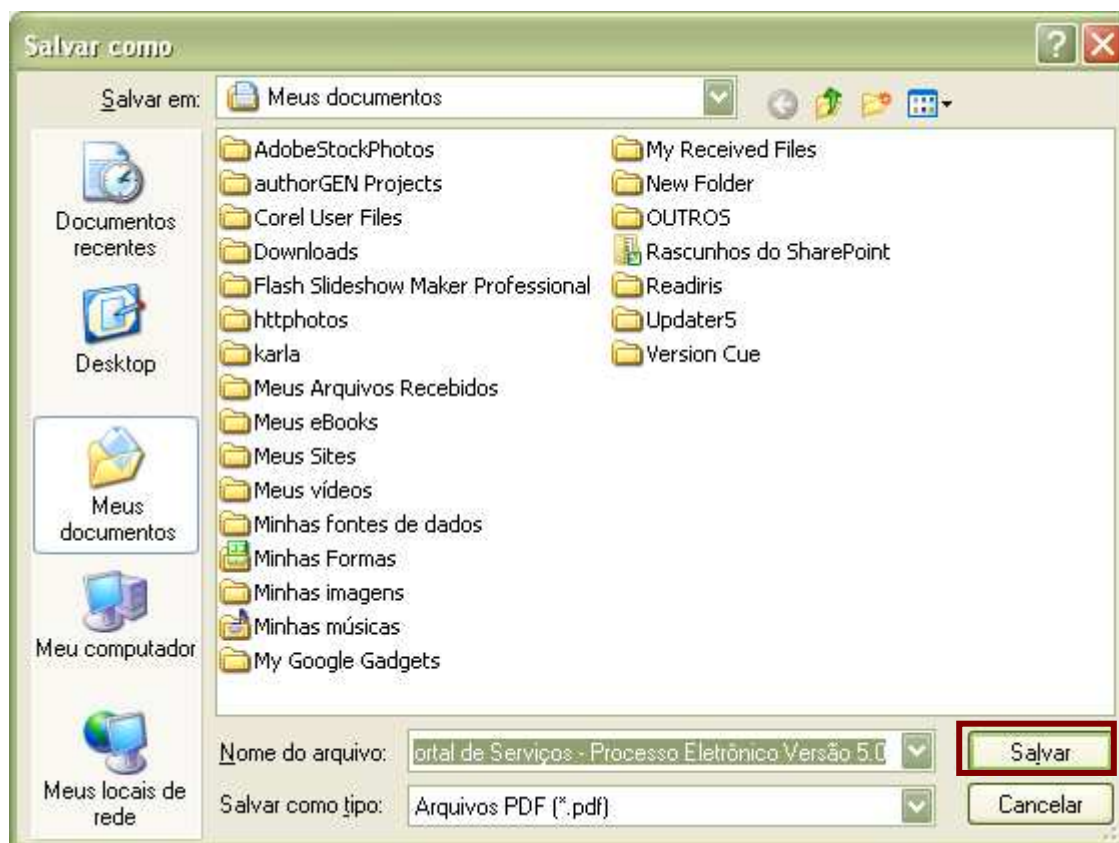 Salvar como
Salvar em:
Meus documentos
Documentos
recentes
Desktop
Meus
documentos
Meu computador
Meus locais de
rede
AdobeStockPhotos
authorGEN Projects
Corel User Files
Downloads
Flash Slideshow Maker Professional
httphotos
karla
Meus Arquivos Recebidos
Meus eBooks
Meus Sites
Meus vídeos
Minhas fontes de dados
Minhas Formas
Minhas imagens
Minhas músicas
My Google Gadgets
My Received Files
New Folder
OUTROS
Rascunhos do SharePoint
Readiris
Updater5
Version Cue
Nome do arquivo:
ortal de Serviços - Processo Eletrônico Versão 5.0
Salvar
Salvar como tipo:
Arquivos PDF (*.pdf)
Cancelar